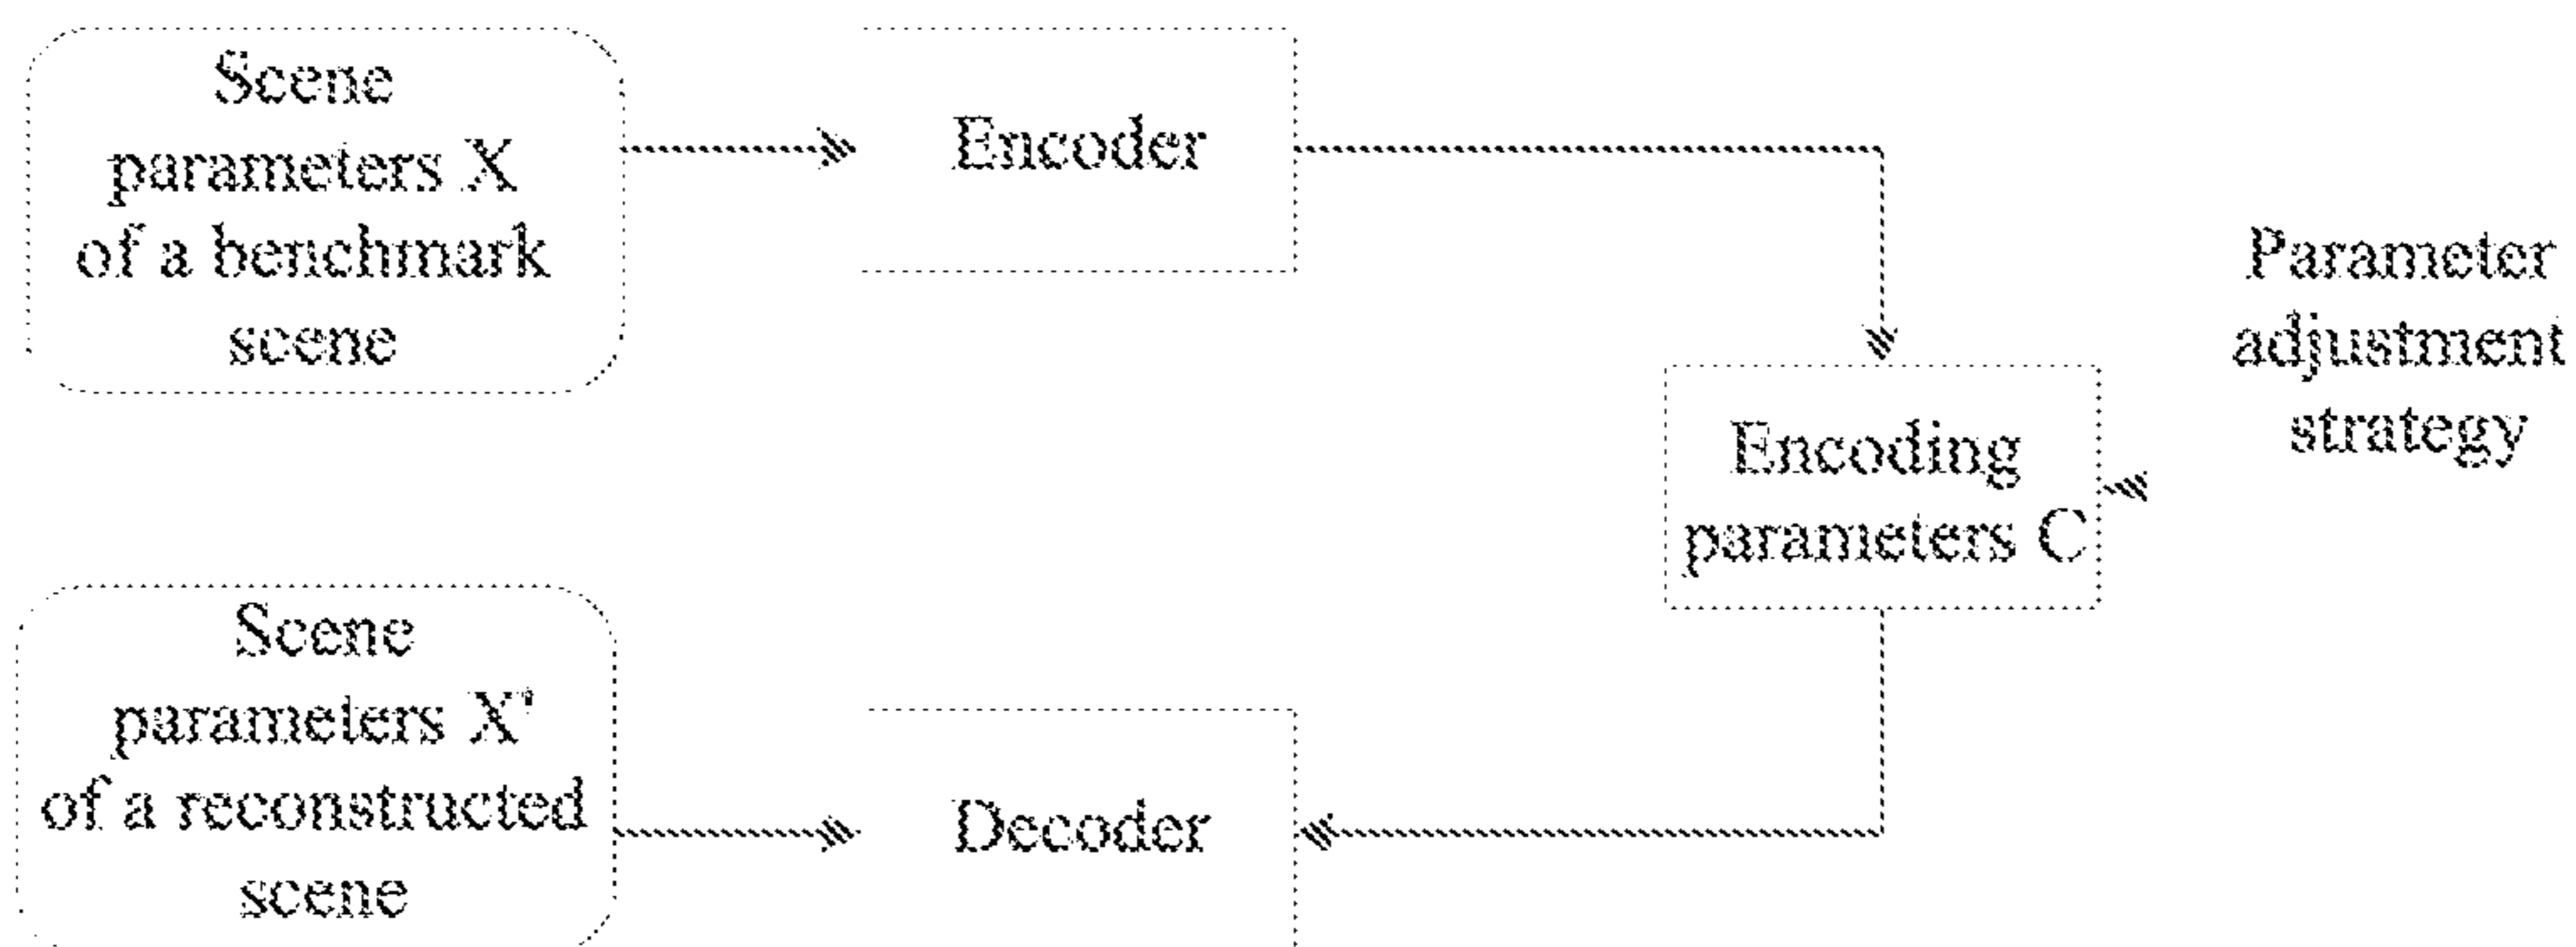 Scene
parameters X
of a benchmark
scene
Encoder
Parameter
adjustment
strategy
Encoding
parameters C
Scene
parameters X'
of a reconstructed
scene
Decoder